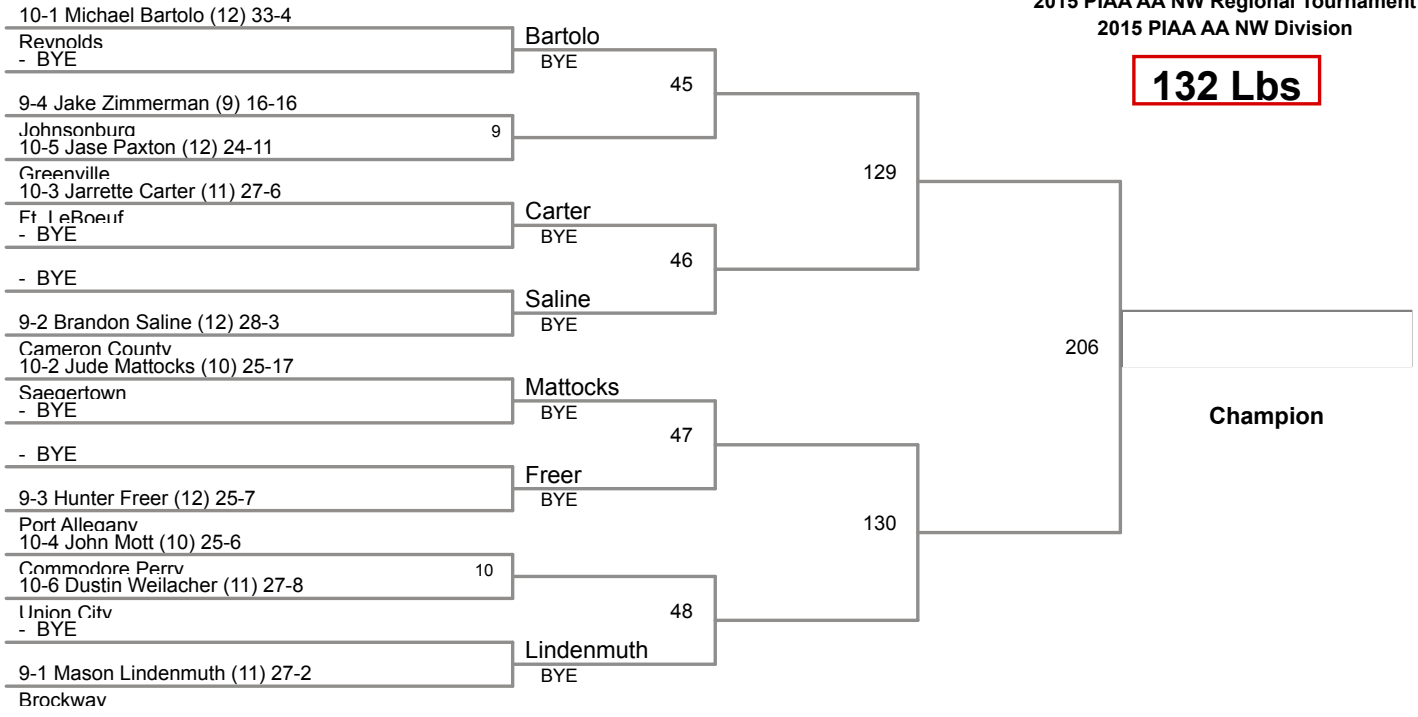 2015 PIAA AA NW Regional Tournament
2015 PIAA AA NW Division
132 Lbs
10-1 Michael Bartolo (12) 33-4
Reynolds
- BYE
9-4 Jake Zimmerman (9) 16-16
Johnsonburg
10-5 Jase Paxton (12) 24-11
Greenville
10-3 Jarrette Carter (11) 27-6
Ft. LeBoeuf
- BYE
- BYE
9-2 Brandon Saline (12) 28-3
Cameron County
10-2 Jude Mattocks (10) 25-17
Saegertown
- BYE
- BYE
9-3 Hunter Freer (12) 25-7
Port Allegany
10-4 John Mott (10) 25-6
Commodore Perry
10-6 Dustin Weilacher (11) 27-8
Union City
- BYE
9-1 Mason Lindenmuth (11) 27-2
Brockway
Bartolo
BYE
9
Carter
BYE
Saline
BYE
Mattocks
BYE
Freer
BYE
10
Lindenmuth
BYE
45
46
47
48
129
130
206
Champion